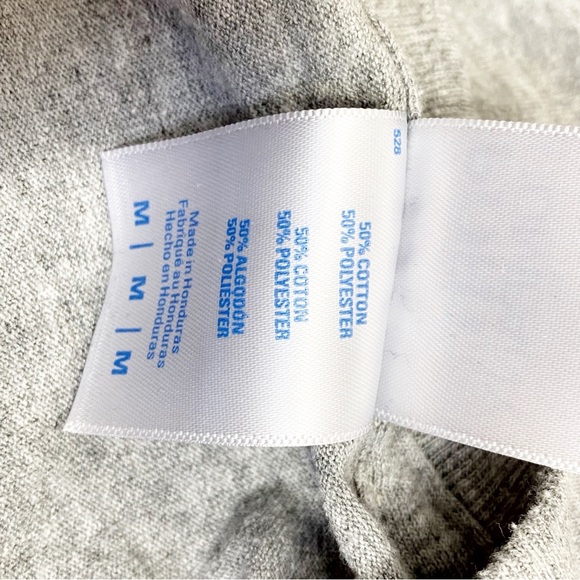 528
50% COTTON
50% POLYESTER
50% COTON
50% POLYESTER
50% ALGODÓN
50% POLIESTER
Made in Honduras
Fabriqué au Honduras
Hecho en Honduras
M | M | M